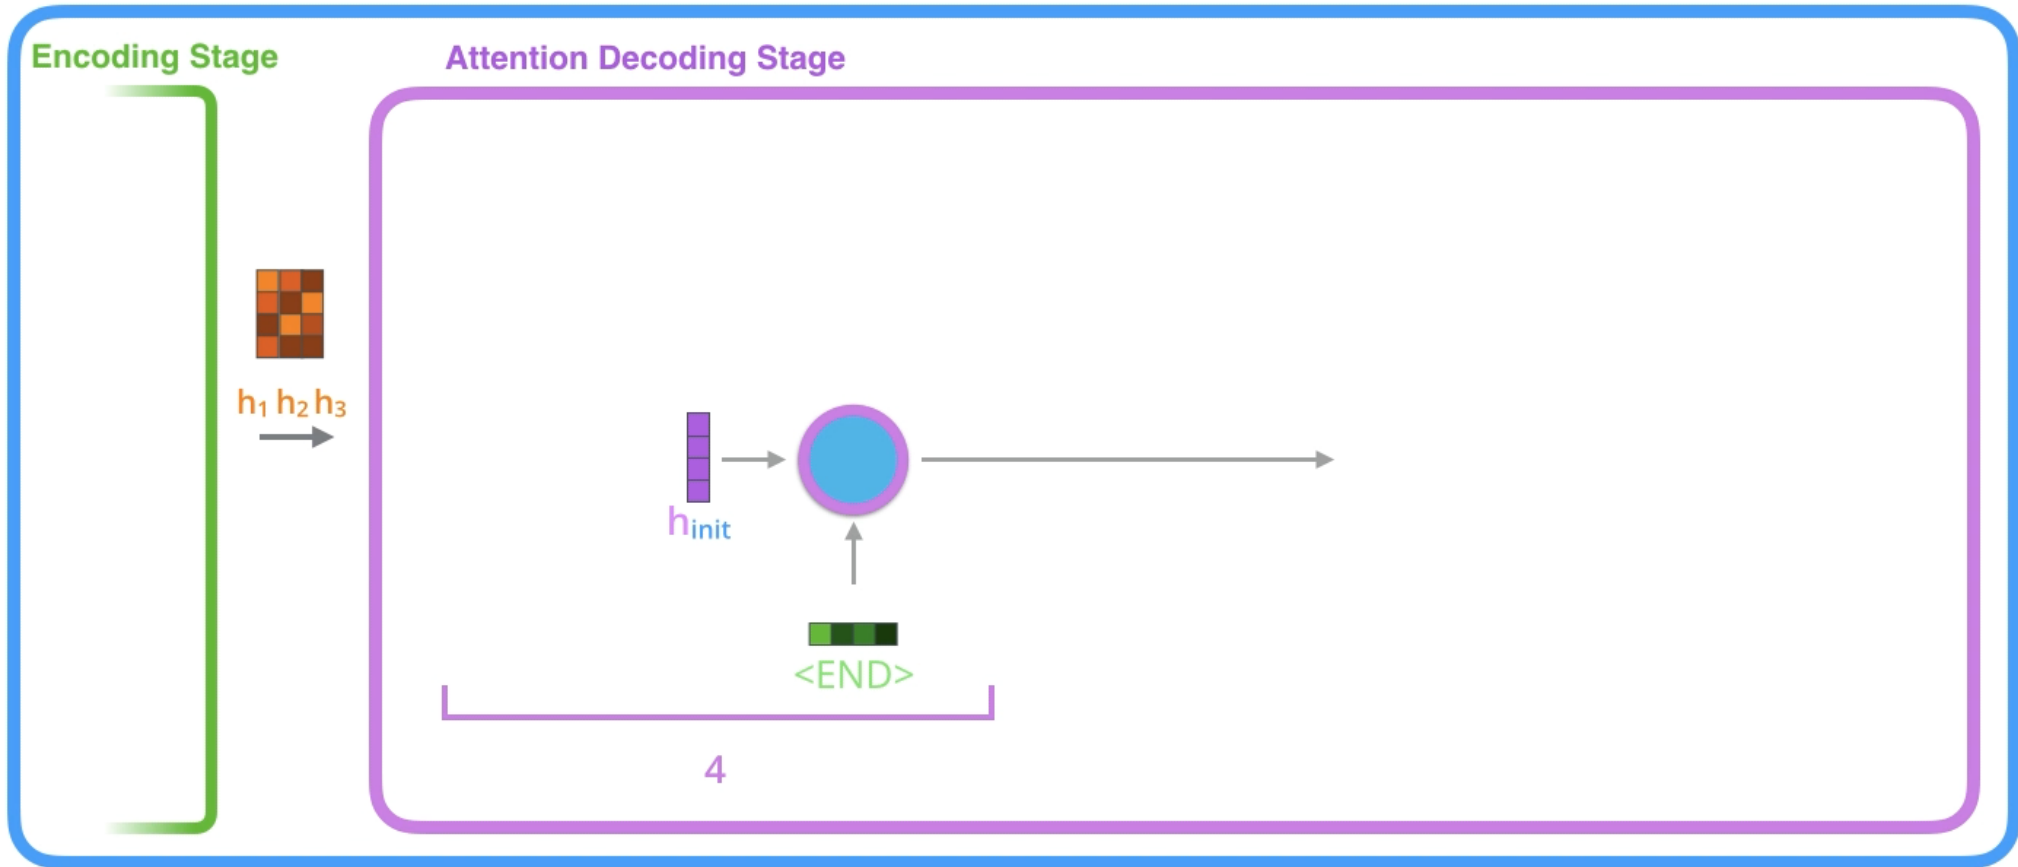 Encoding Stage
Attention Decoding Stage
h₁ h₂ h₃
hinit
<END>
4